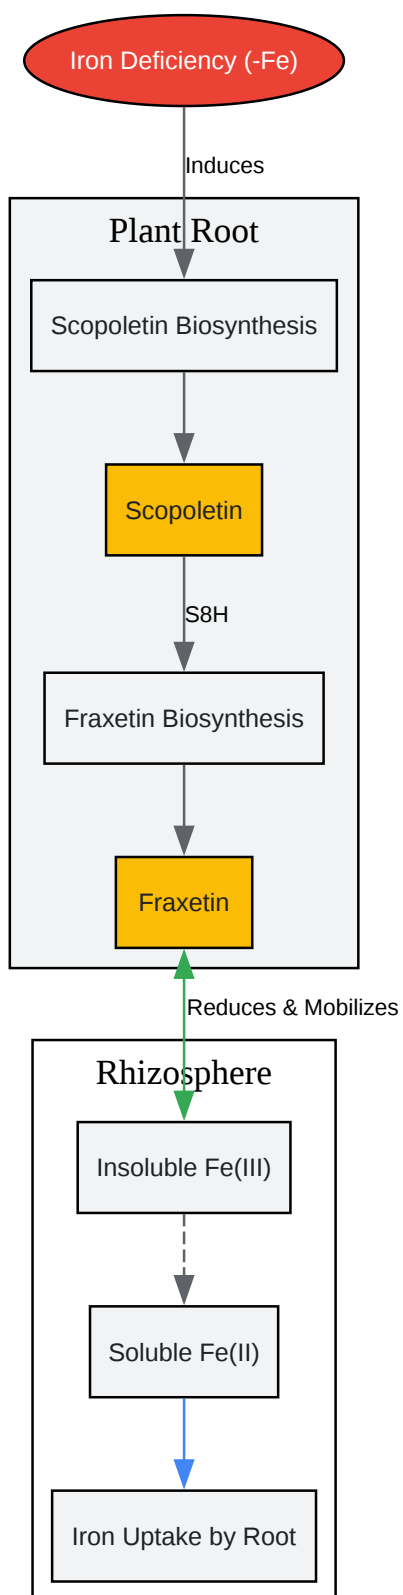 Iron Deficiency (-Fe)
Induces
Plant Root
Scopoletin Biosynthesis
Scopoletin
S8H
Fraxetin Biosynthesis
Fraxetin
Reduces & Mobilizes
Rhizosphere
Insoluble Fe(III)
Soluble Fe(II)
Iron Uptake by Root